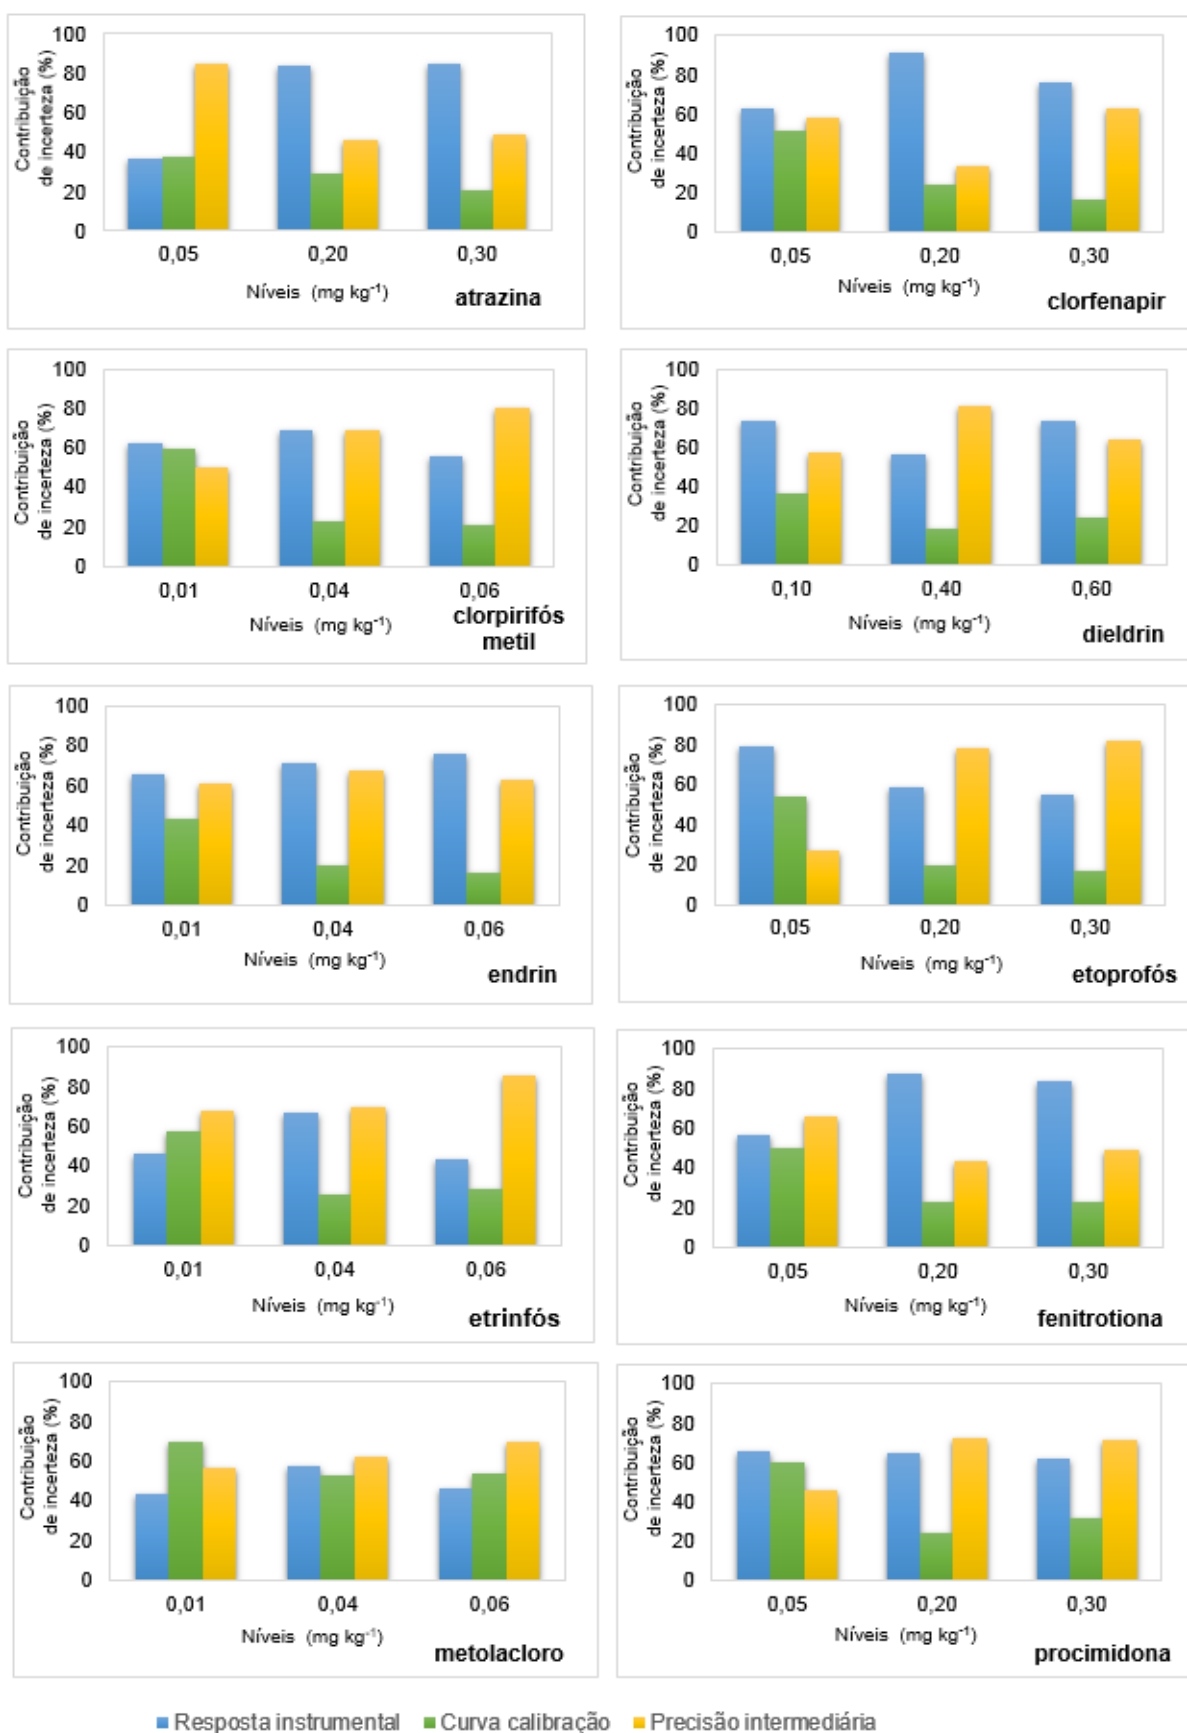 Contribuição
de incerteza (%)
100
80
60
40
20
0
0,05 0,20 0,30
Níveis (mg kg⁻¹)
atrazina
Contribuição
de incerteza (%)
100
80
60
40
20
0
0,05 0,20 0,30
Níveis (mg kg⁻¹)
clorfenapir
Contribuição
de incerteza (%)
100
80
60
40
20
0
0,01 0,04 0,06
Níveis (mg kg⁻¹)
clorpirifós
metil
Contribuição
de incerteza (%)
100
80
60
40
20
0
0,10 0,40 0,60
Níveis (mg kg⁻¹)
dieldrin
Contribuição
de incerteza (%)
100
80
60
40
20
0
0,01 0,04 0,06
Níveis (mg kg⁻¹)
endrin
Contribuição
de incerteza (%)
100
80
60
40
20
0
0,05 0,20 0,30
Níveis (mg kg⁻¹)
etoprofós
Contribuição
de incerteza (%)
100
80
60
40
20
0
0,01 0,04 0,06
Níveis (mg kg⁻¹)
etrinfós
Contribuição
de incerteza (%)
100
80
60
40
20
0
0,05 0,20 0,30
Níveis (mg kg⁻¹)
fenitrotiona
Contribuição
de incerteza (%)
100
80
60
40
20
0
0,01 0,04 0,06
Níveis (mg kg⁻¹)
metolacloro
Contribuição
de incerteza (%)
100
80
60
40
20
0
0,05 0,20 0,30
Níveis (mg kg⁻¹)
procimidona
Resposta instrumental Curva calibração Precisão intermediária